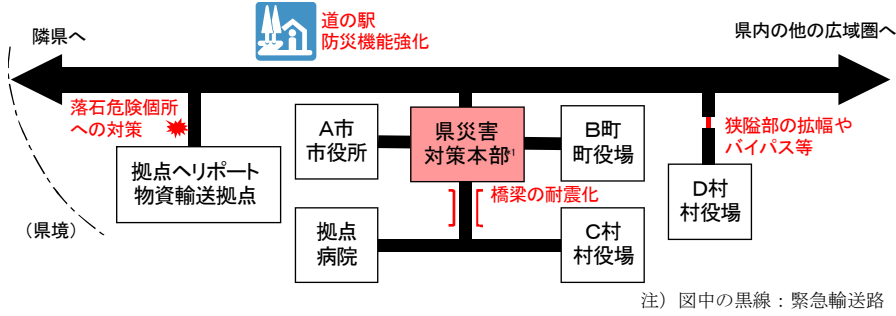 道の駅
防災機能強化
隣県へ
県内の他の広域圏へ
落石危険個所
への対策
A市
市役所
県災害
対策本部*1
B町
町役場
狭隘部の拡幅や
バイパス等
拠点ヘリポート
物資輸送拠点
橋梁の耐震化
D村
村役場
(県境)
拠点
病院
C村
村役場
注）図中の黒線：緊急輸送路